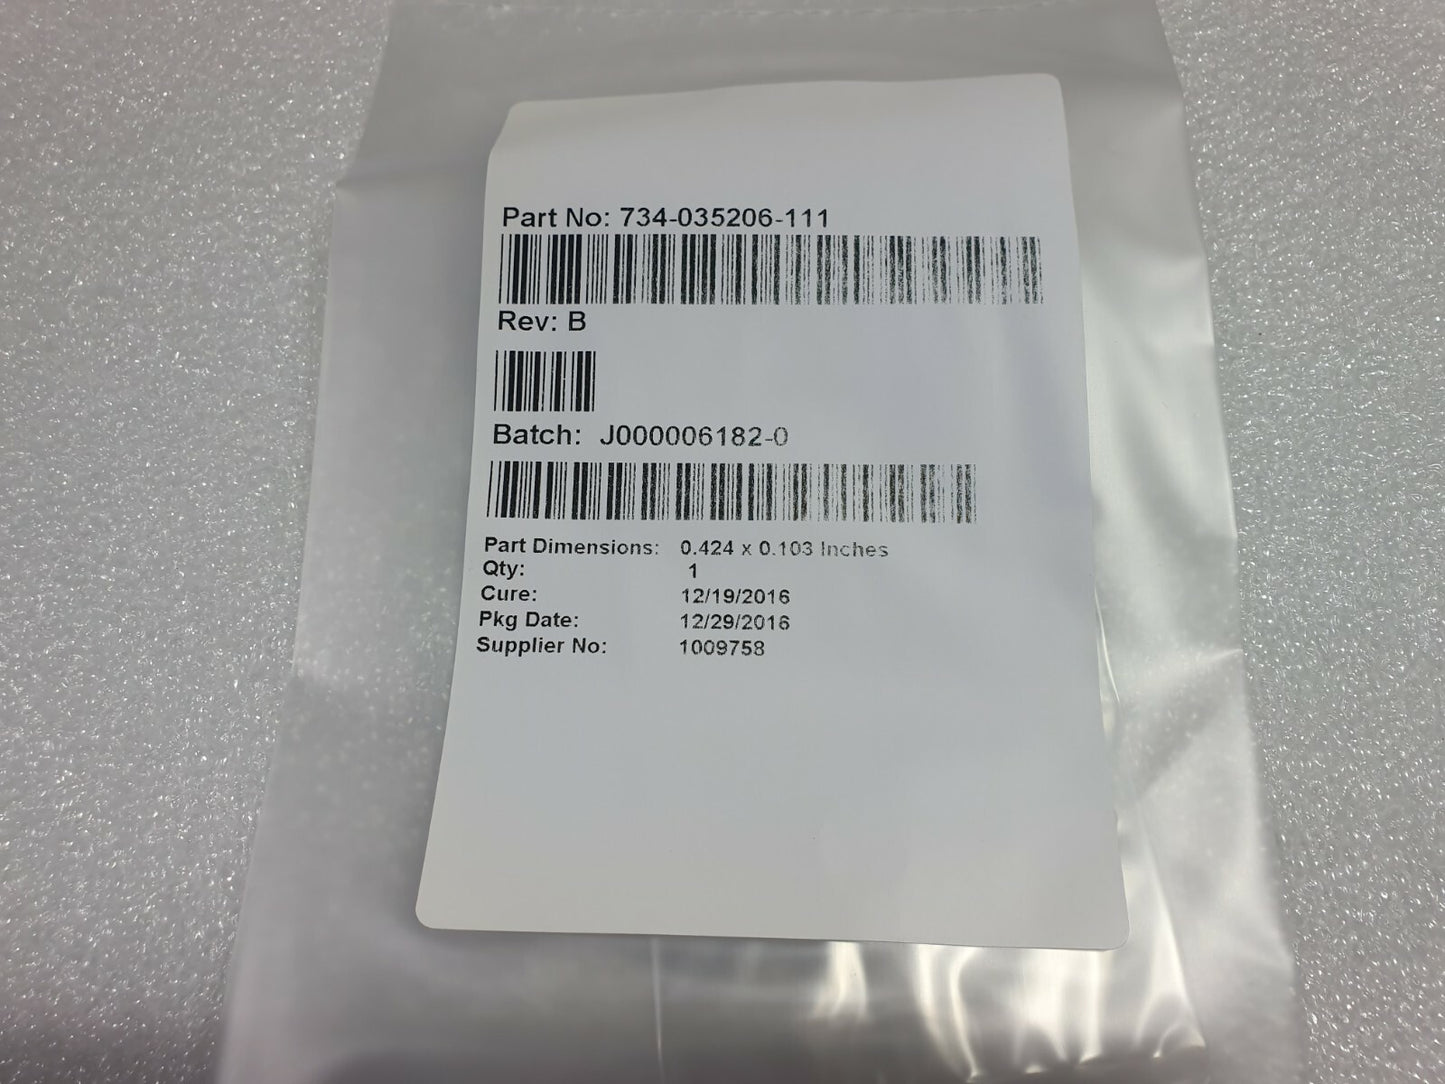 Part No: 734-035206-111
Rev: B
Batch: J000006182-0
Part Dimensions: 0.424 x 0.103 Inches
Qty: 1
Cure: 12/19/2016
Pkg Date: 12/29/2016
Supplier No: 1009758